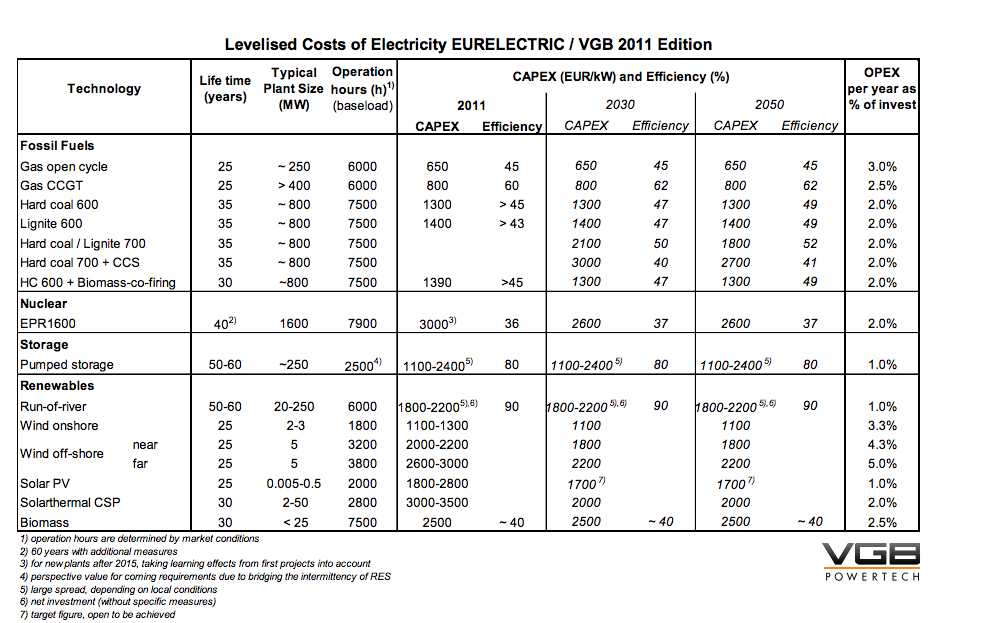 Levelised Costs of Electricity EURELECTRIC / VGB 2011 Edition
Technology Life time (years) Typical Plant Size (MW) Operation hours (h)1) (baseload) CAPEX (EUR/kW) and Efficiency (%) OPEX per year as % of invest
2011 2030 2050
CAPEX Efficiency CAPEX Efficiency CAPEX Efficiency
Fossil Fuels
Gas open cycle 25 ~ 250 6000 650 45 650 45 650 45 3.0%
Gas CCGT 25 > 400 6000 800 60 800 62 800 62 2.5%
Hard coal 600 35 ~ 800 7500 1300 > 45 1300 47 1300 49 2.0%
Lignite 600 35 ~ 800 7500 1400 > 43 1400 47 1400 49 2.0%
Hard coal / Lignite 700 35 ~ 800 7500 2100 50 1800 52 2.0%
Hard coal 700 + CCS 35 ~ 800 7500 3000 40 2700 41 2.0%
HC 600 + Biomass-co-firing 30 ~800 7500 1390 >45 1300 47 1300 49 2.0%
Nuclear
EPR1600 402) 1600 7900 30003) 36 2600 37 2600 37 2.0%
Storage
Pumped storage 50-60 ~250 25004) 1100-24005) 80 1100-2400 5) 80 1100-2400 5) 80 1.0%
Renewables
Run-of-river 50-60 20-250 6000 1800-22005),6) 90 1800-2200 5), 6) 90 1800-2200 5), 6) 90 1.0%
Wind onshore 25 2-3 1800 1100-1300 1100 1100 3.3%
Wind off-shore near 25 5 3200 2000-2200 1800 1800 4.3%
far 25 5 3800 2600-3000 2200 2200 5.0%
Solar PV 25 0.005-0.5 2000 1800-2800 1700 7) 1700 7) 1.0%
Solarthermal CSP 30 2-50 2800 3000-3500 2000 2000 2.0%
Biomass 30 < 25 7500 2500 ~ 40 2500 ~ 40 2500 ~ 40 2.5%
1) operation hours are determined by market conditions
2) 60 years with additional measures
3) for new plants after 2015, taking learning effects from first projects into account
4) perspective value for coming requirements due to bridging the intermittency of RES
5) large spread, depending on local conditions
6) net investment (without specific measures)
7) target figure, open to be achieved
VGB
POWERTECH